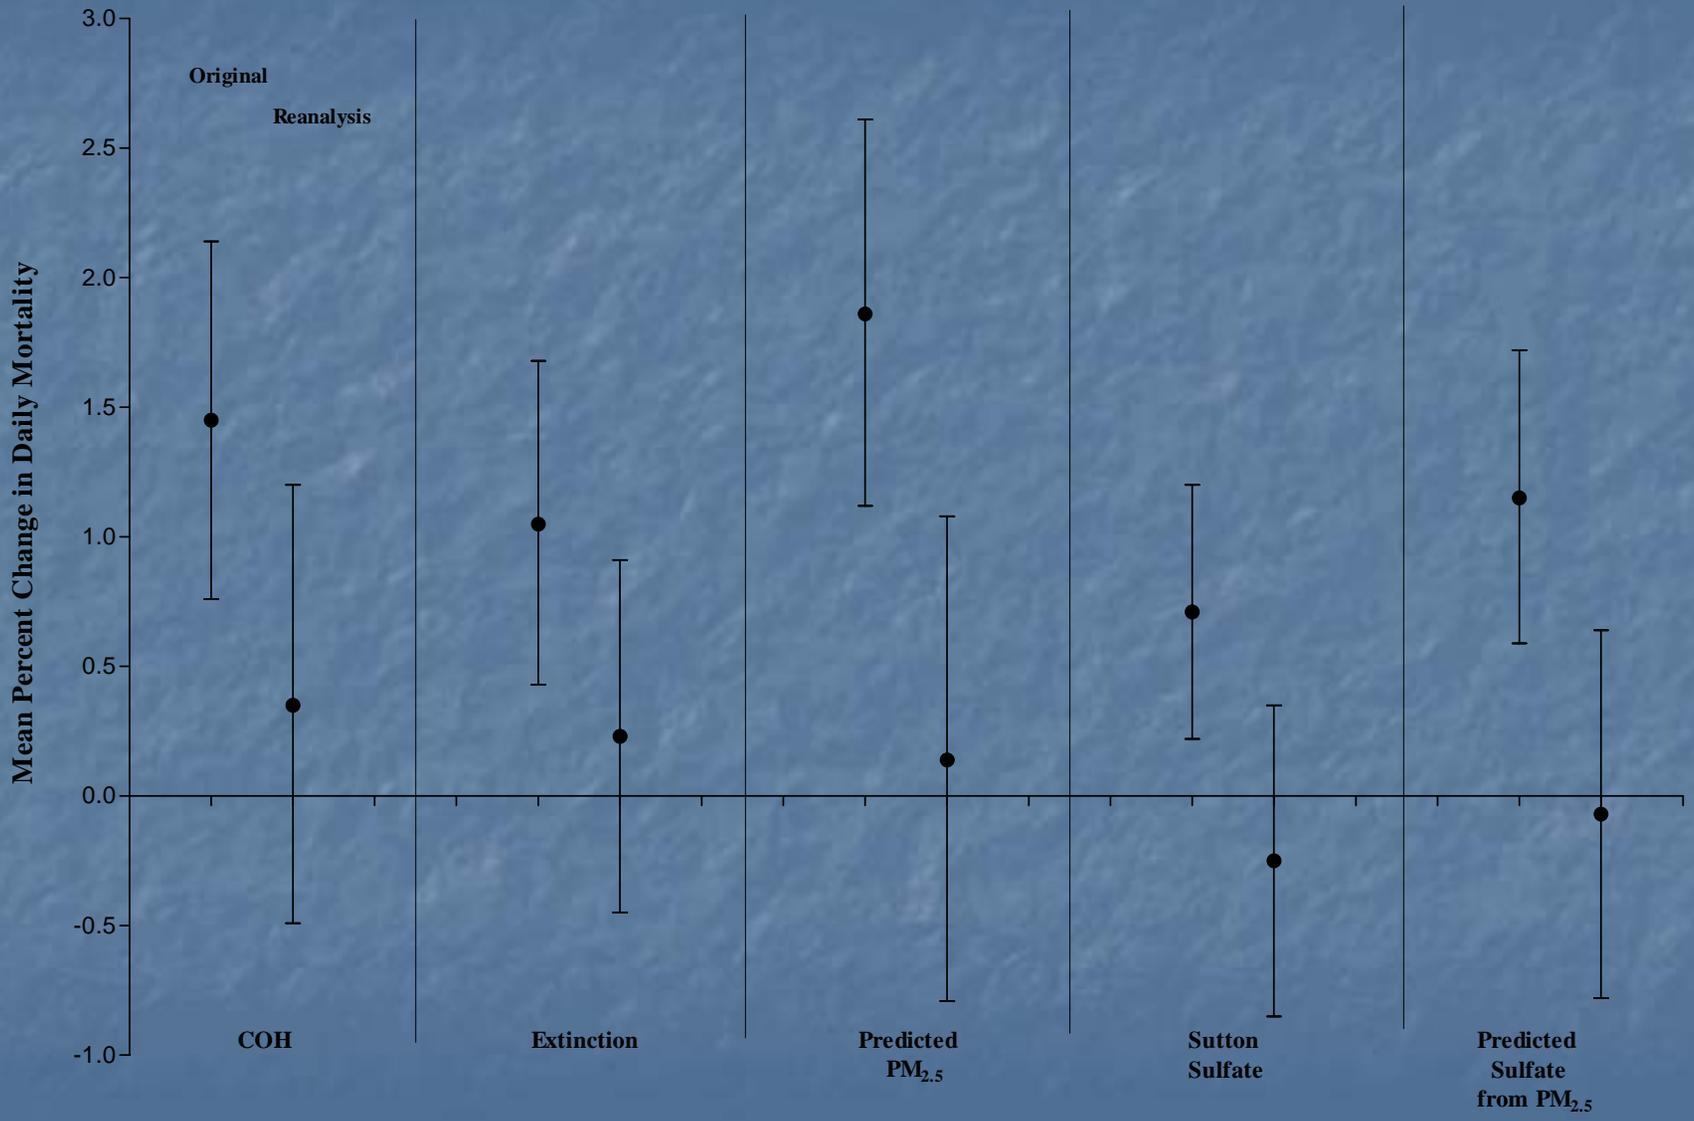 3.0
Original
Reanalysis
2.5
2.0
1.5
1.0
0.5
0.0
-0.5
-1.0
Mean Percent Change in Daily Mortality
COH
Extinction
Predicted
PM2.5
Sutton
Sulfate
Predicted
Sulfate
from PM2.5